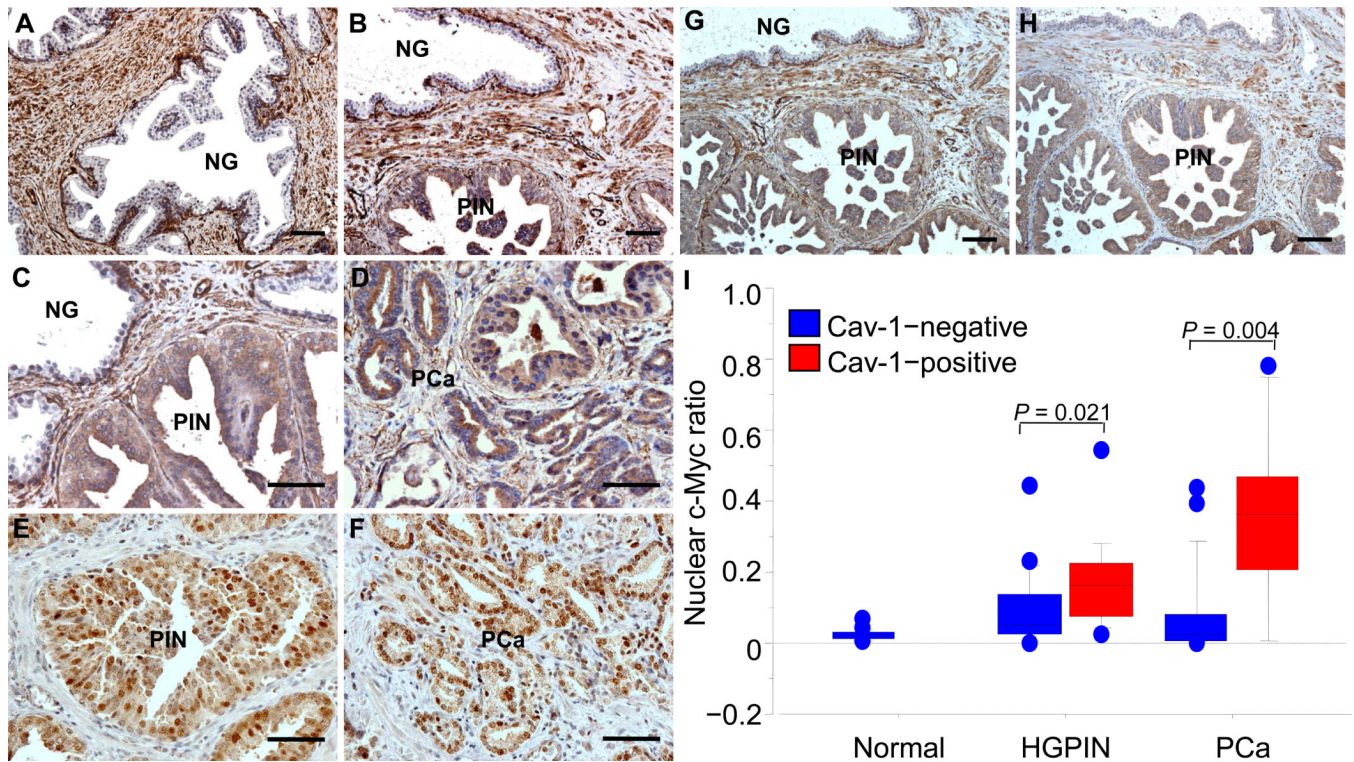 A
NG
B
NG
PIN
G
NG
PIN
H
PIN
C
NG
PIN
D
PCa
E
PIN
F
PCa
I
1.0
0.8
0.6
0.4
0.2
0
−0.2
Nuclear c-Myc ratio
Cav-1−negative
Cav-1−positive
P = 0.021
P = 0.004
Normal
HGPIN
PCa